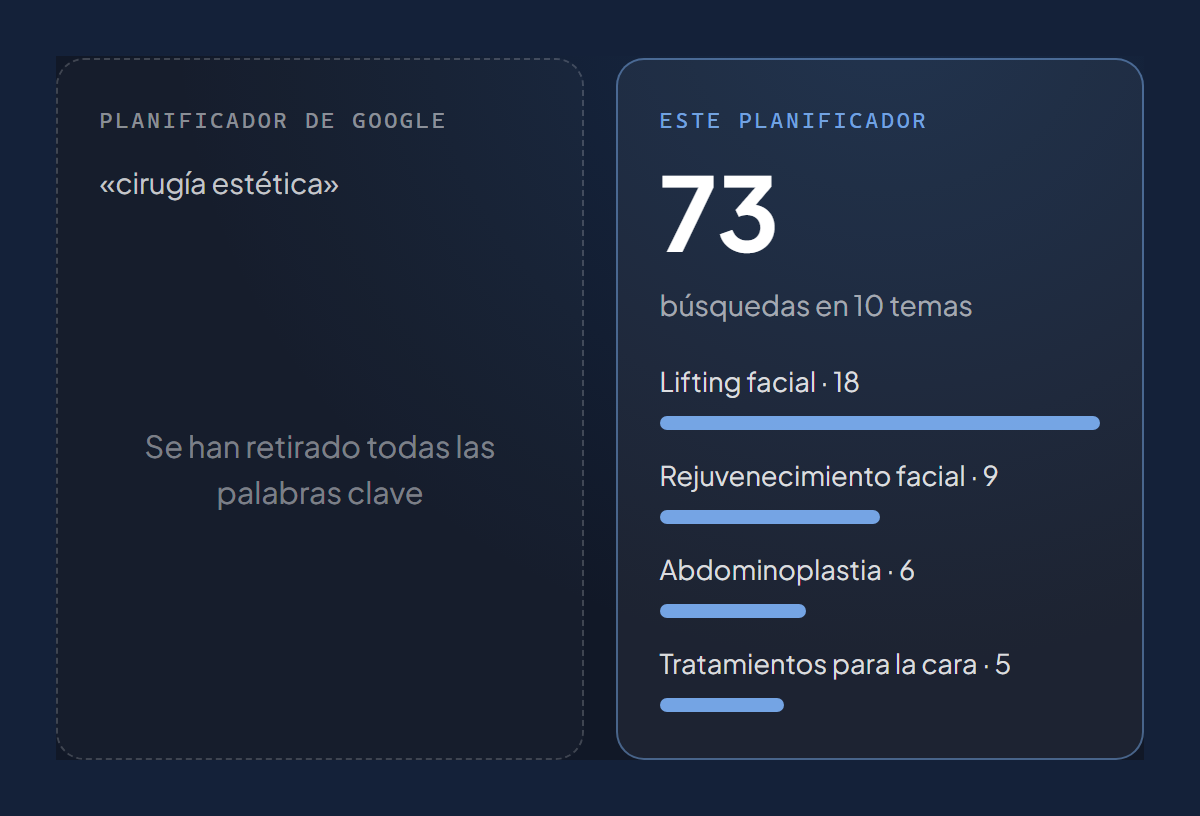 PLANIFICADOR DE GOOGLE
«cirugía estética»
Se han retirado todas las
palabras clave
ESTE PLANIFICADOR
73
búsquedas en 10 temas
Lifting facial · 18
Rejuvenecimiento facial · 9
Abdominoplastia · 6
Tratamientos para la cara · 5